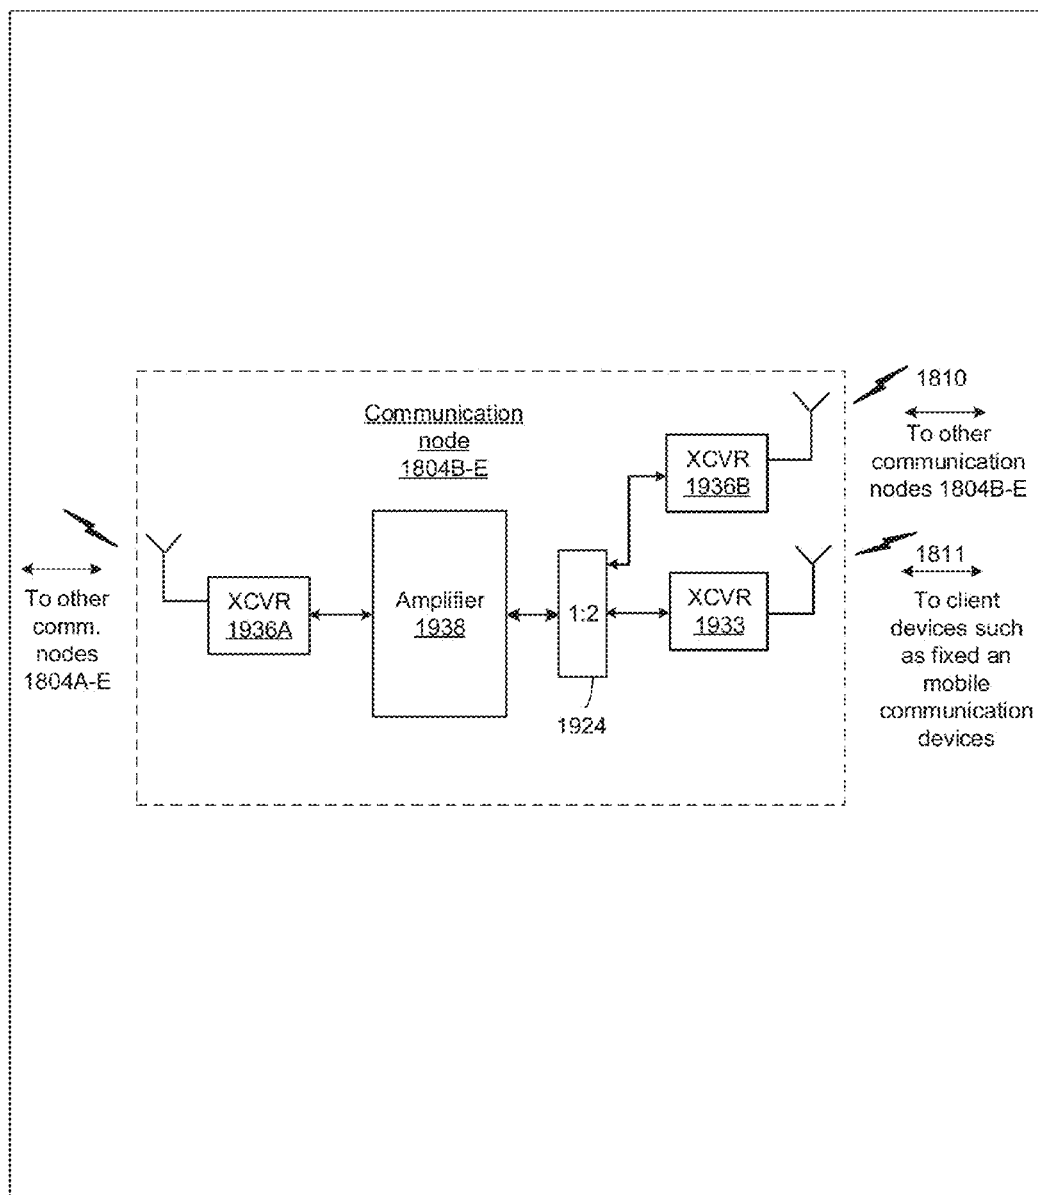 Communication
node
1804B-E
XCVR
1936A
Amplifier
1938
1:2
1924
XCVR
1936B
XCVR
1933
To other
comm.
nodes
1804A-E
1810
To other
communication
nodes 1804B-E
1811
To client
devices such
as fixed an
mobile
communication
devices